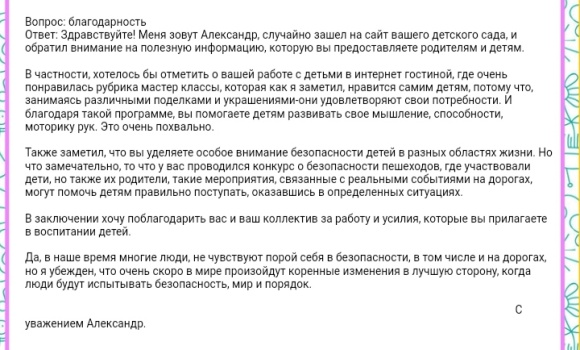 Вопрос: благодарность
Ответ: Здравствуйте! Меня зовут Александр, случайно зашел на сайт вашего детского сада, и
обратил внимание на полезную информацию, которую вы предоставляете родителям и детям.
В частности, хотелось бы отметить о вашей работе с детьми в интернет гостиной, где очень
понравилась рубрика мастер классы, которая как я заметил, нравится самим детям, потому что,
занимаясь различными поделками и украшениями-они удовлетворяют свои потребности. И
благодаря такой программе, вы помогаете детям развивать свое мышление, способности,
моторику рук. Это очень похвально.
Также заметил, что вы уделяете особое внимание безопасности детей в разных областях жизни. Но
что замечательно, то что у вас проводился конкурс о безопасности пешеходов, где участвовали
дети, но также их родители, такие мероприятия, связанные с реальными событиями на дорогах,
могут помочь детям правильно поступать, оказавшись в определенных ситуациях.
В заключении хочу поблагодарить вас и ваш коллектив за работу и усилия, которые вы прилагаете
в воспитании детей.
Да, в наше время многие люди, не чувствуют порой себя в безопасности, в том числе и на дорогах,
но я убежден, что очень скоро в мире произойдут коренные изменения в лучшую сторону, когда
люди будут испытывать безопасность, мир и порядок.
С
уважением Александр.